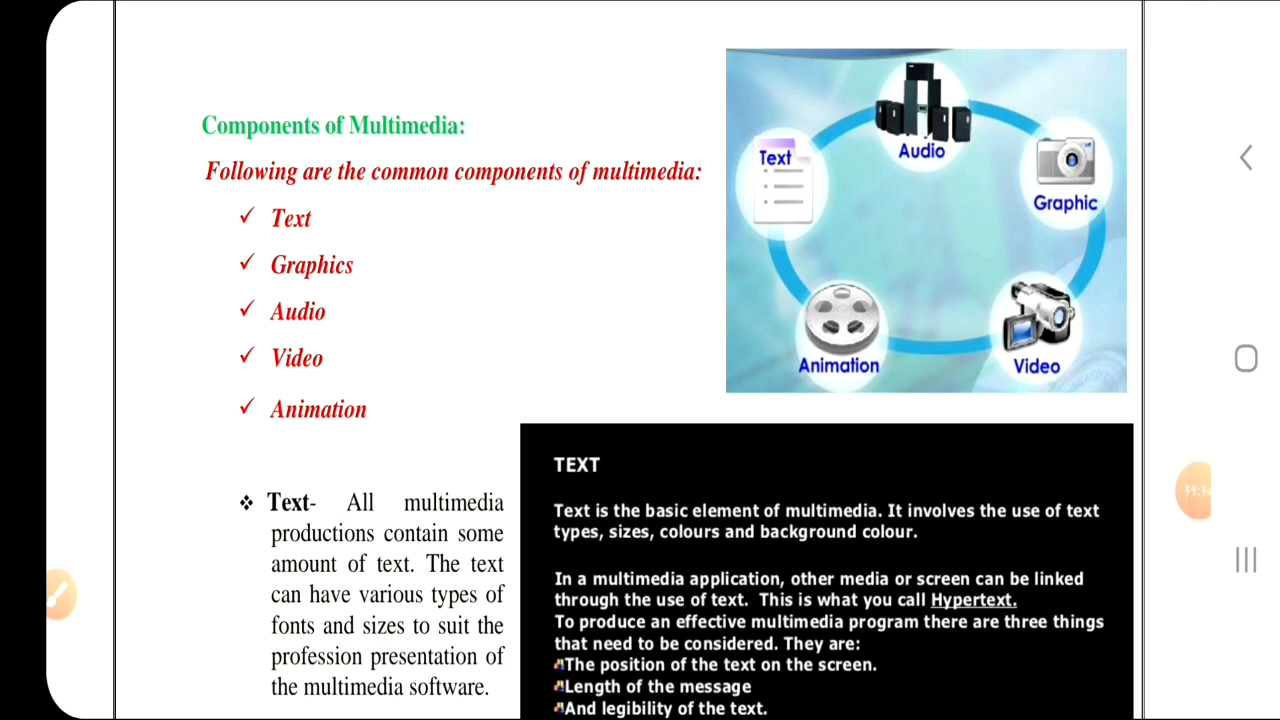 Components of Multimedia:
Following are the common components of multimedia:
✓ Text
✓ Graphics
✓ Audio
✓ Video
✓ Animation
Audio
Text
Graphic
Animation
Video
❖ Text- All multimedia
productions contain some
amount of text. The text
can have various types of
fonts and sizes to suit the
profession presentation of
the multimedia software.
TEXT
Text is the basic element of multimedia. It involves the use of text
types, sizes, colours and background colour.
In a multimedia application, other media or screen can be linked
through the use of text. This is what you call Hypertext.
To produce an effective multimedia program there are three things
that need to be considered. They are:
The position of the text on the screen.
Length of the message
And legibility of the text.